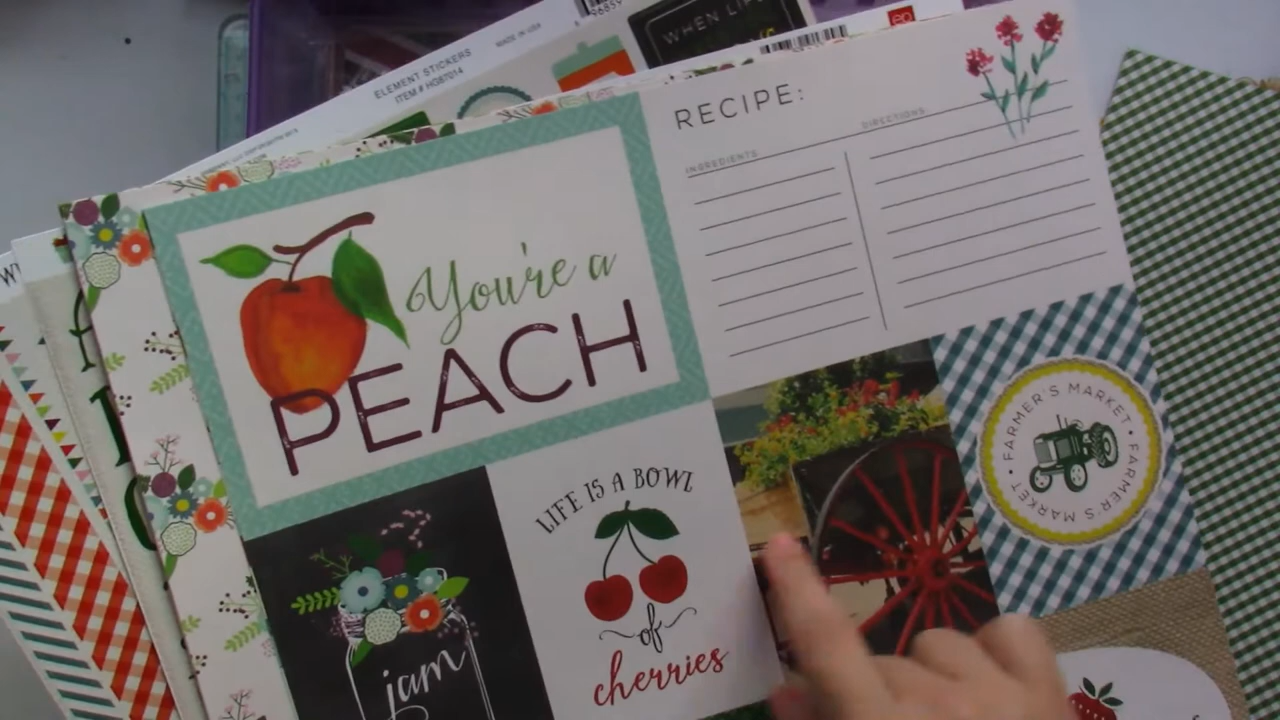 ELEMENT STICKERS
ITEM # HG87014
MADE IN USA
WHEN LIF
RECIPE:
INGREDIENTS:
DIRECTIONS:
You're a
PEACH
LIFE IS A BOWL
of
cherries
jam
FARMER'S MARKET • FARMER'S MARKET •